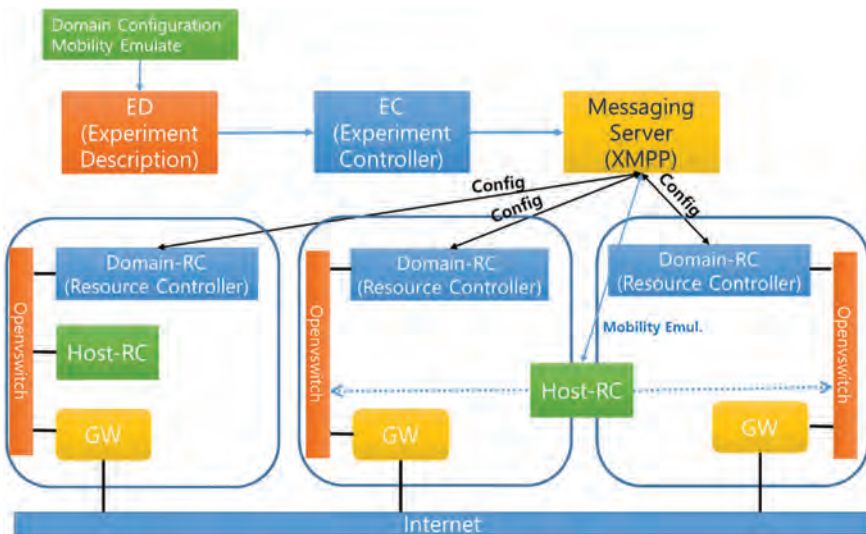 Domain Configuration
Mobility Emulate
ED
(Experiment
Description)
EC
(Experiment
Controller)
Messaging
Server
(XMPP)
Config
Config
Config
Openvswitch
Domain-RC
(Resource Controller)
Host-RC
GW
Openvswitch
Domain-RC
(Resource Controller)
GW
Mobility Emul.
Host-RC
Domain-RC
(Resource Controller)
GW
Openvswitch
Internet